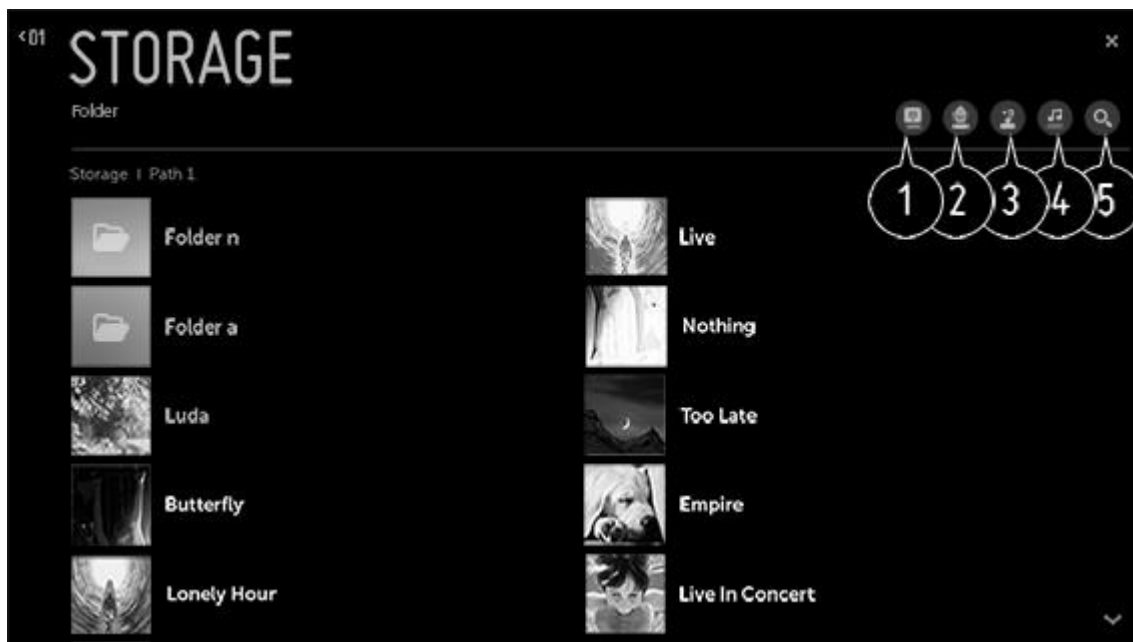 <01
STORAGE
×
Folder
Storage | Path 1
1 2 3 4 5
Folder n
Live
Folder a
Nothing
Luda
Too Late
Butterfly
Empire
Lonely Hour
Live In Concert